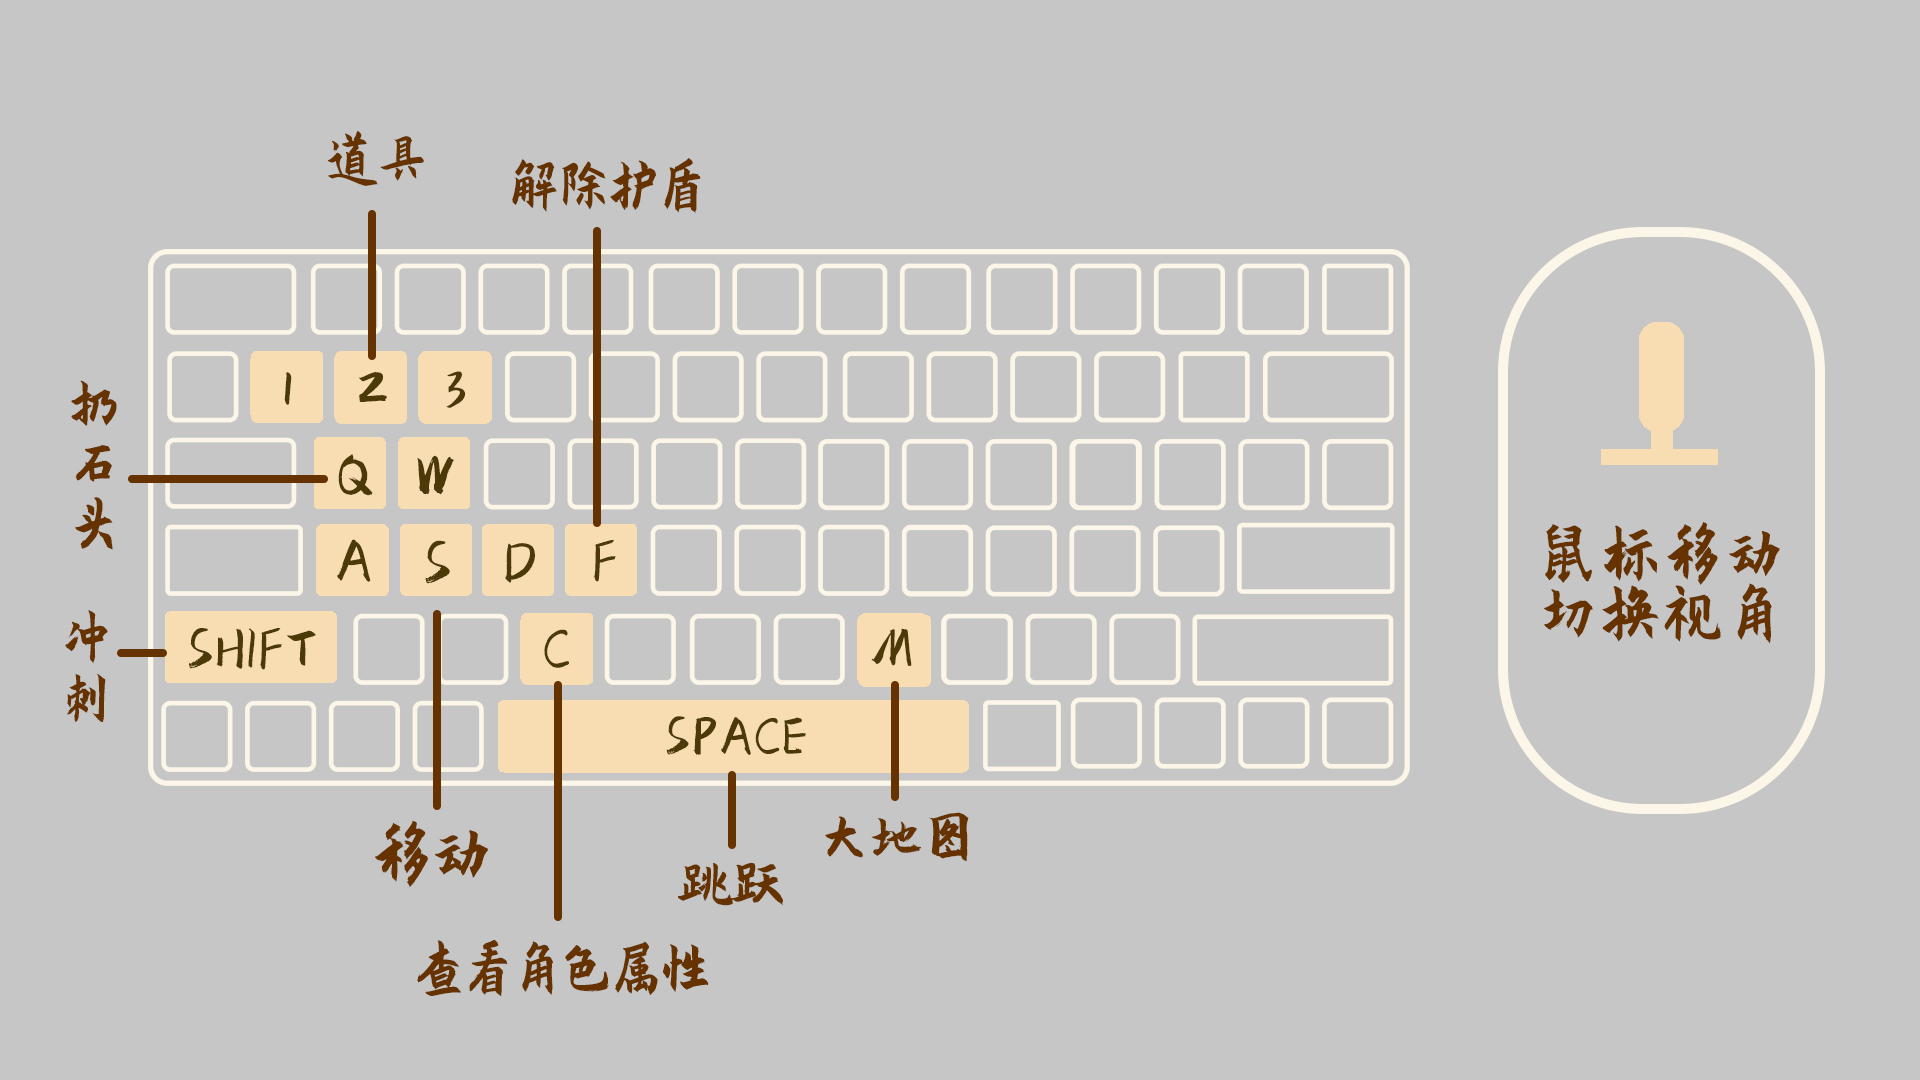 道具
解除护盾
1 2 3
扔石头
Q W
A S D F
鼠标移动
切换视角
冲刺
SHIFT C M
SPACE
移动
大地图
跳跃
查看角色属性